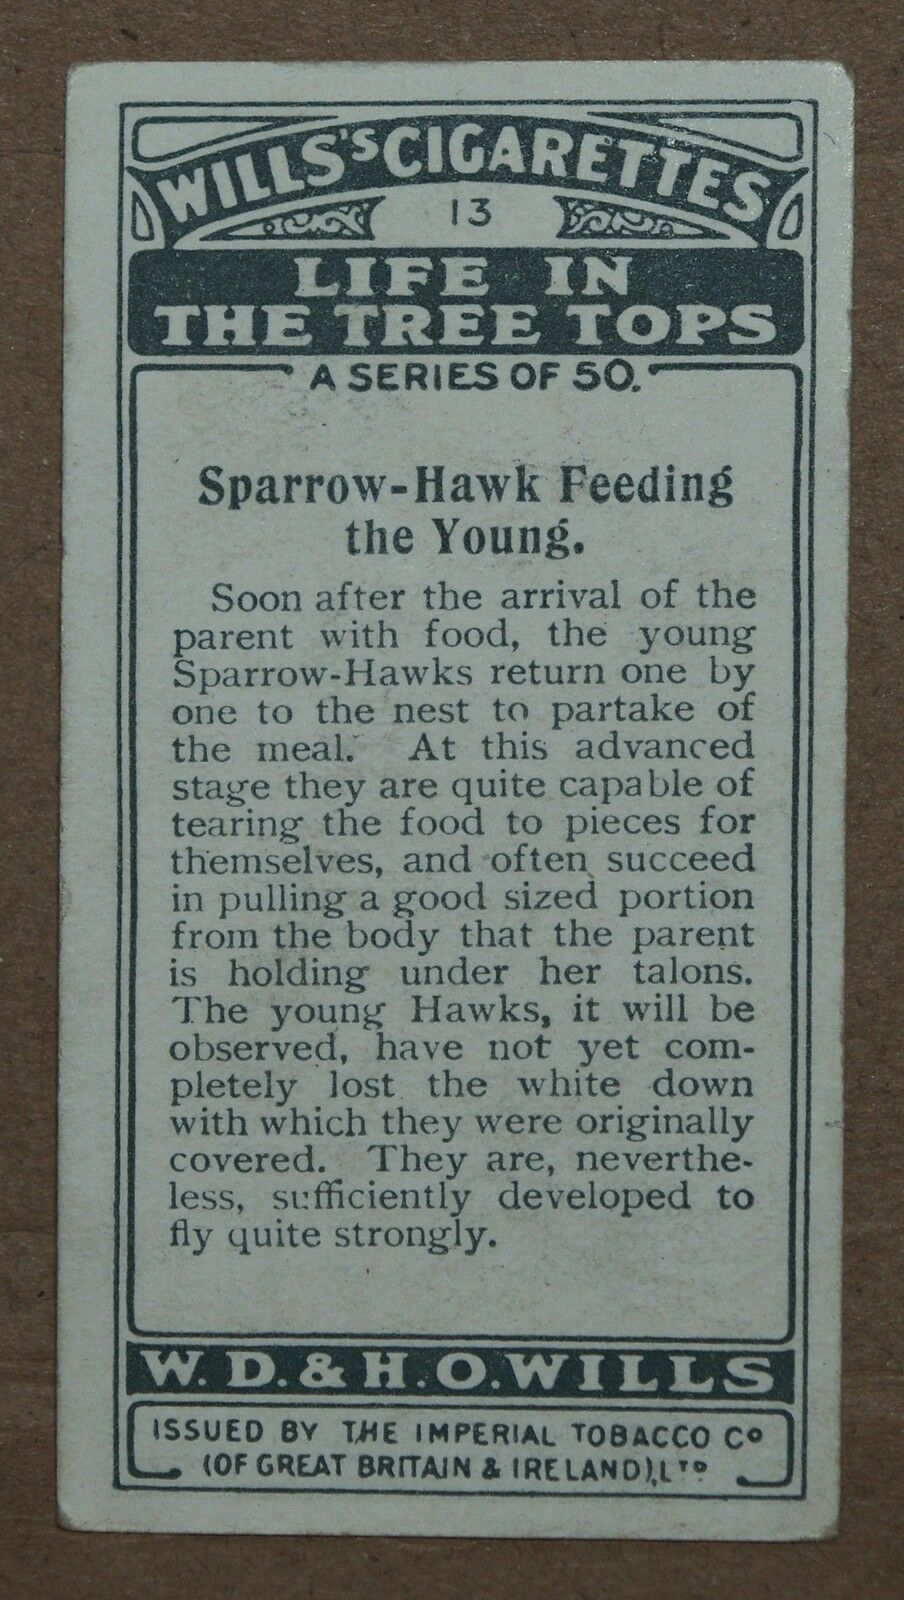 WILLS'S CIGARETTES
13
LIFE IN
THE TREE TOPS
A SERIES OF 50.
Sparrow-Hawk Feeding
the Young.
Soon after the arrival of the
parent with food, the young
Sparrow-Hawks return one by
one to the nest to partake of
the meal. At this advanced
stage they are quite capable of
tearing the food to pieces for
themselves, and often succeed
in pulling a good sized portion
from the body that the parent
is holding under her talons.
The young Hawks, it will be
observed, have not yet com-
pletely lost the white down
with which they were originally
covered. They are, neverthe-
less, sufficiently developed to
fly quite strongly.
W. D. & H. O. WILLS
ISSUED BY THE IMPERIAL TOBACCO Co
(OF GREAT BRITAIN & IRELAND), LTD